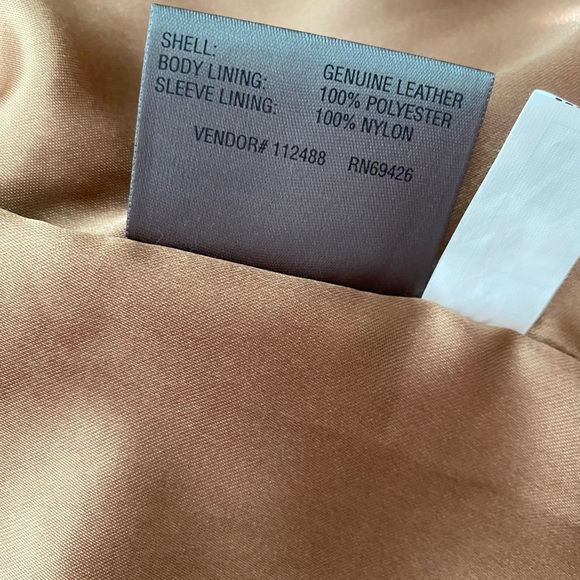 SHELL: GENUINE LEATHER
BODY LINING: 100% POLYESTER
SLEEVE LINING: 100% NYLON
VENDOR# 112488 RN69426